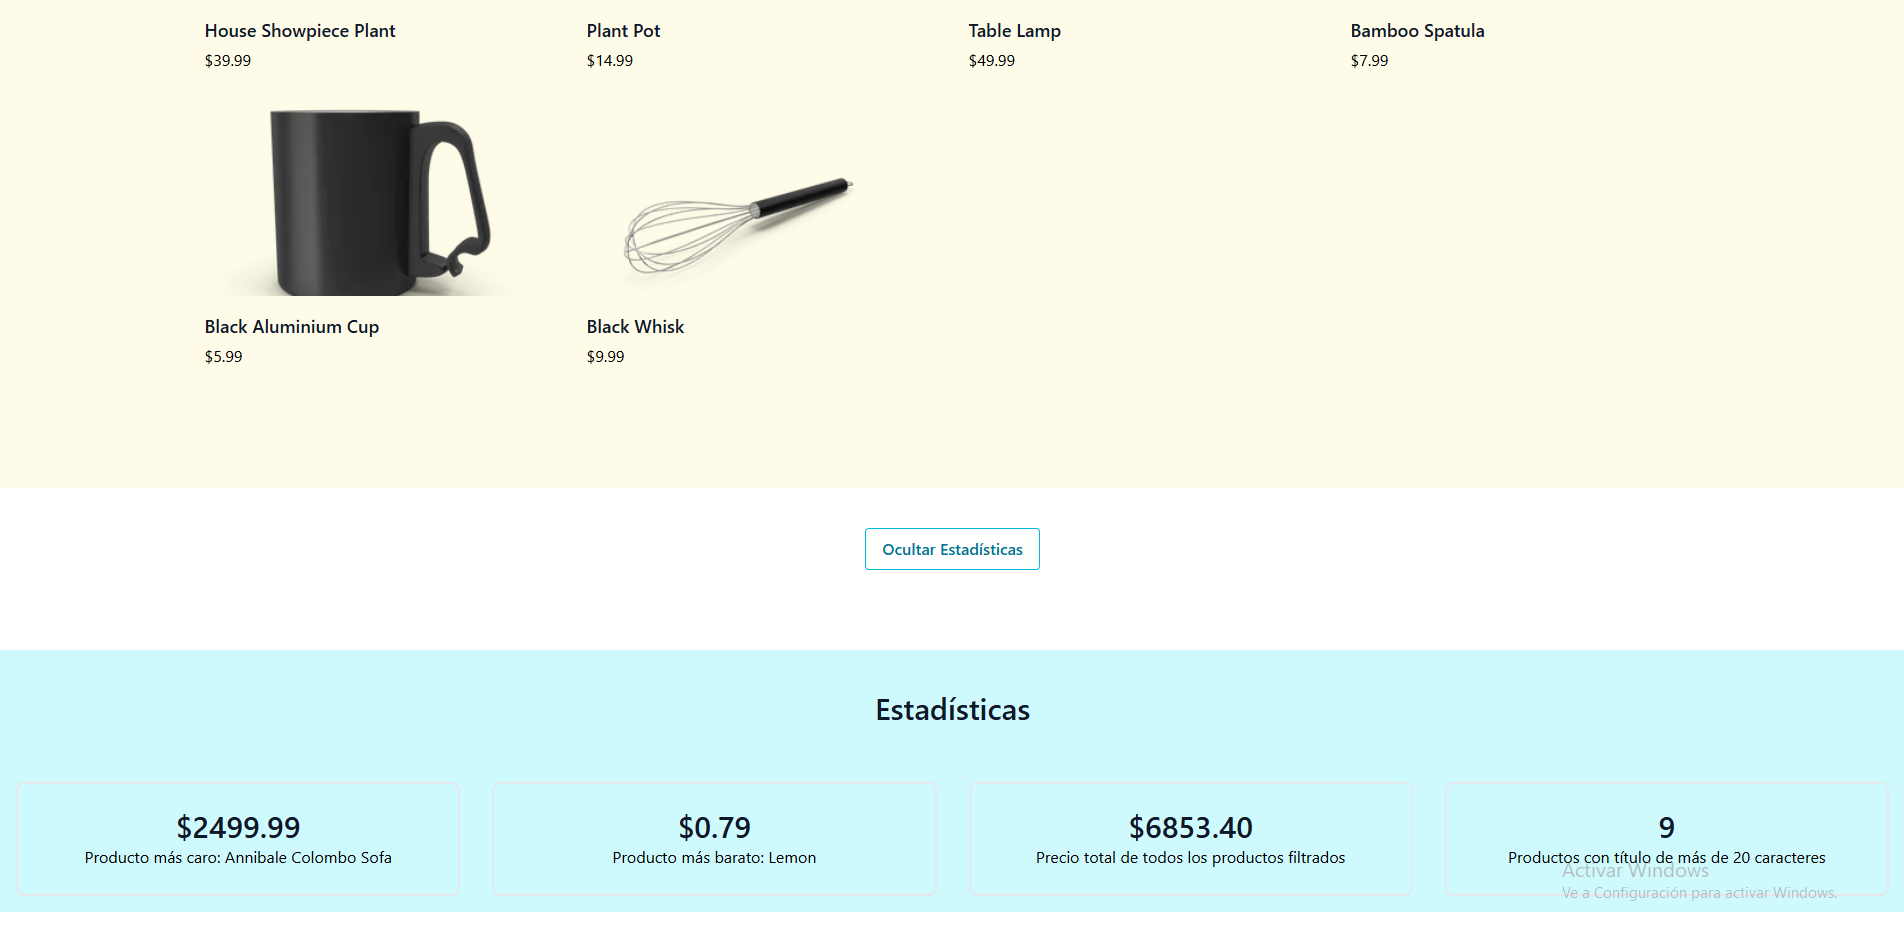 House Showpiece Plant
$39.99
Plant Pot
$14.99
Table Lamp
$49.99
Bamboo Spatula
$7.99
Black Aluminium Cup
$5.99
Black Whisk
$9.99
Ocultar Estadísticas
Estadísticas
$2499.99
Producto más caro: Annibale Colombo Sofa
$0.79
Producto más barato: Lemon
$6853.40
Precio total de todos los productos filtrados
9
Productos con título de más de 20 caracteres
Activar Windows
Ve a Configuración para activar Windows.